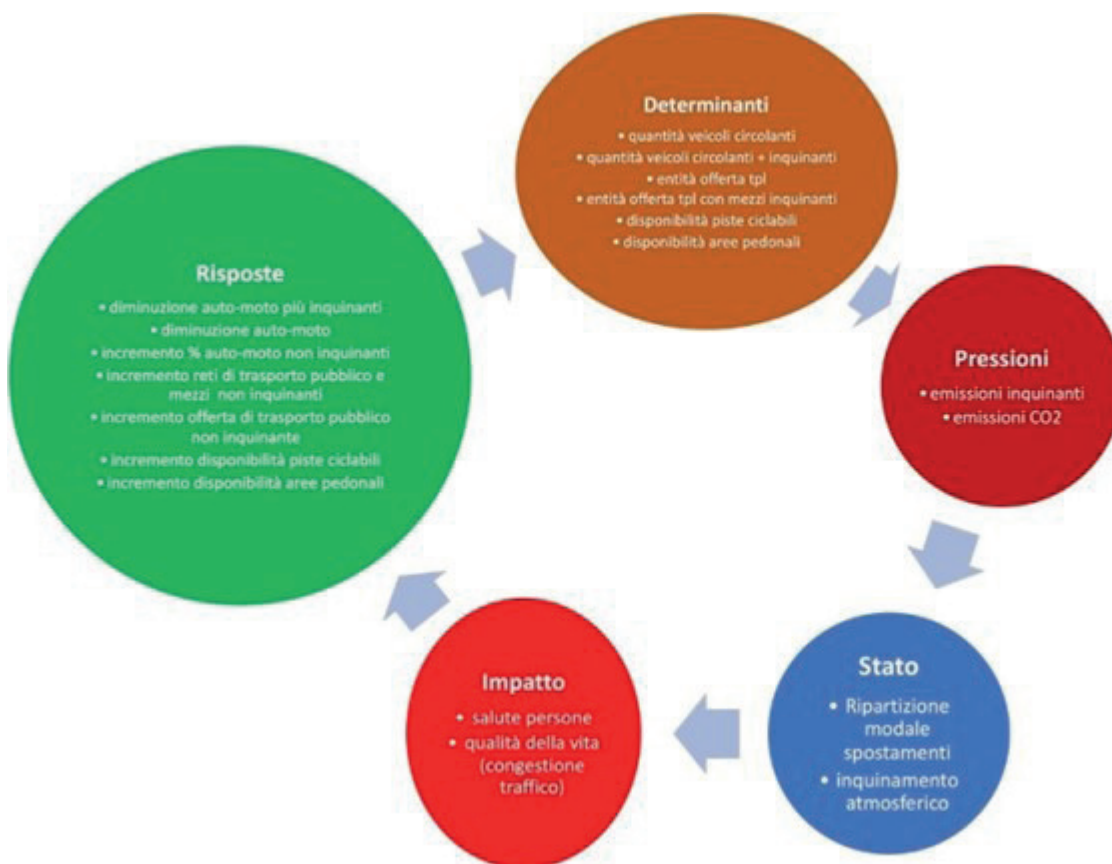 Determinanti
• quantità veicoli circolanti
• quantità veicoli circolanti + inquinanti
• entità offerta tpl
• entità offerta tpl con mezzi inquinanti
• disponibilità piste ciclabili
• disponibilità aree pedonali
Pressioni
• emissioni inquinanti
• emissioni CO2
Stato
• Ripartizione
modale
spostamenti
• inquinamento
atmosferico
Impatto
• salute persone
• qualità della vita
(congestione
traffico)
Risposte
• diminuzione auto-moto più inquinanti
• diminuzione auto-moto
• incremento % auto-moto non inquinanti
• incremento reti di trasporto pubblico e
mezzi non inquinanti
• incremento offerta di trasporto pubblico
non inquinante
• incremento disponibilità piste ciclabili
• incremento disponibilità aree pedonali